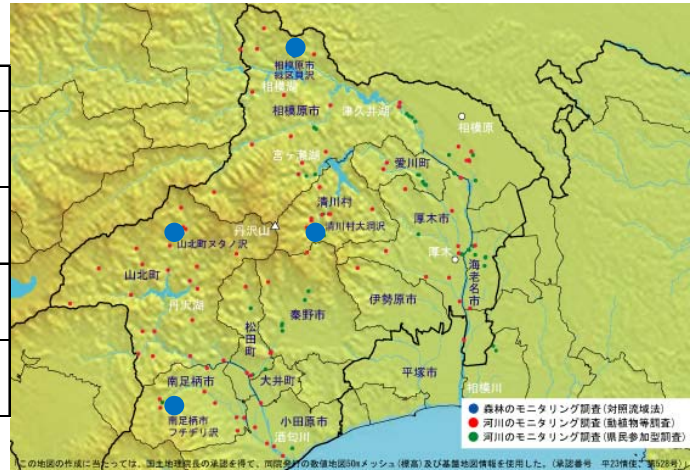 相模原市
貝沢
相模湖
相模原市
津久井湖
相模原
宮ヶ瀬湖
愛川町
清川村
厚木市
丹沢山
清川村大洞沢
山北町ヌタノ沢
厚木
海老名市
山北町
丹沢湖
伊勢原市
秦野市
松田町
平塚市
南足柄市
大井町
相模川
南足柄市
フチヂリ沢
小田原市
酒匂川
森林のモニタリング調査(対照流域法)
河川のモニタリング調査(動植物等調査)
河川のモニタリング調査(県民参加型調査)
この地図の作成に当たっては、国土地理院長の承認を得て、同院発行の数値地図50mメッシュ(標高)及び基盤地図情報を使用した。(承認番号 平23情使、第528号)